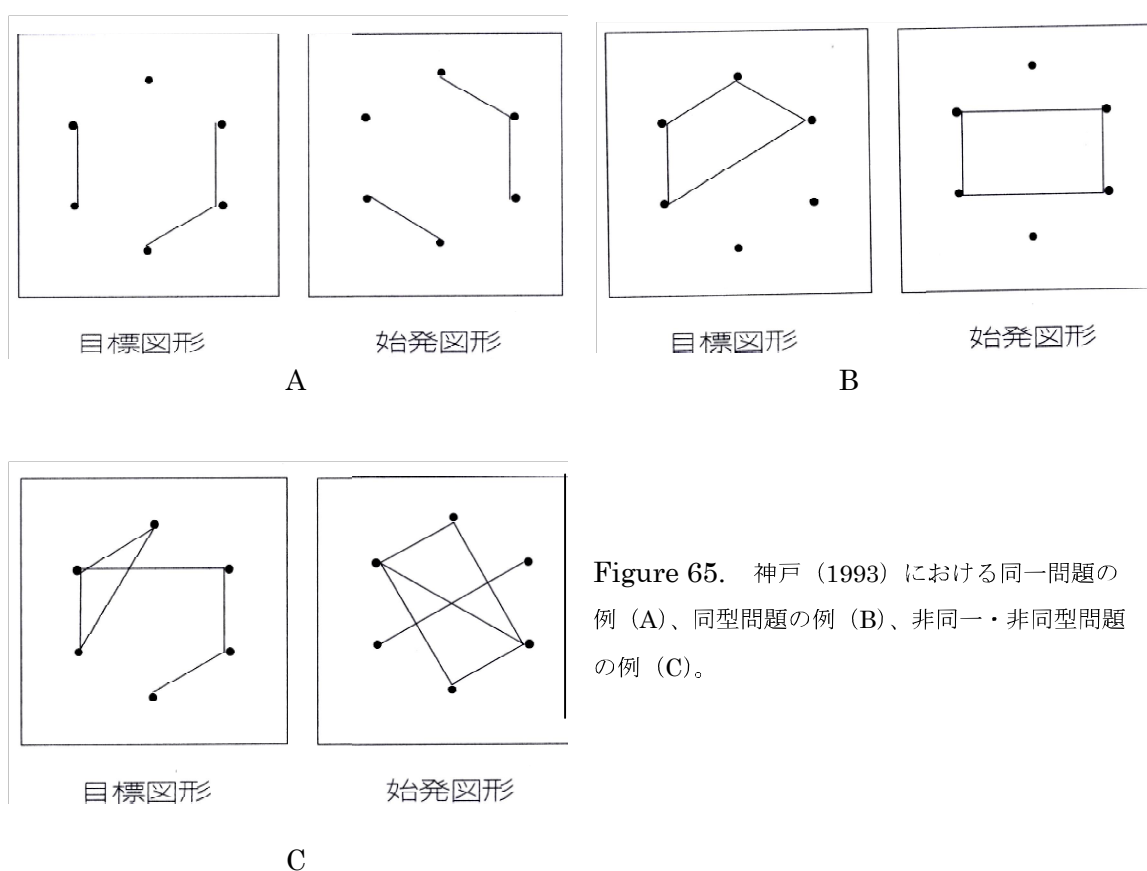 目標図形
始発図形
A
目標図形
始発図形
B
目標図形
始発図形
C
Figure 65. 神戸（1993）における同一問題の
例（A）、同型問題の例（B）、非同一・非同型問題
の例（C）。